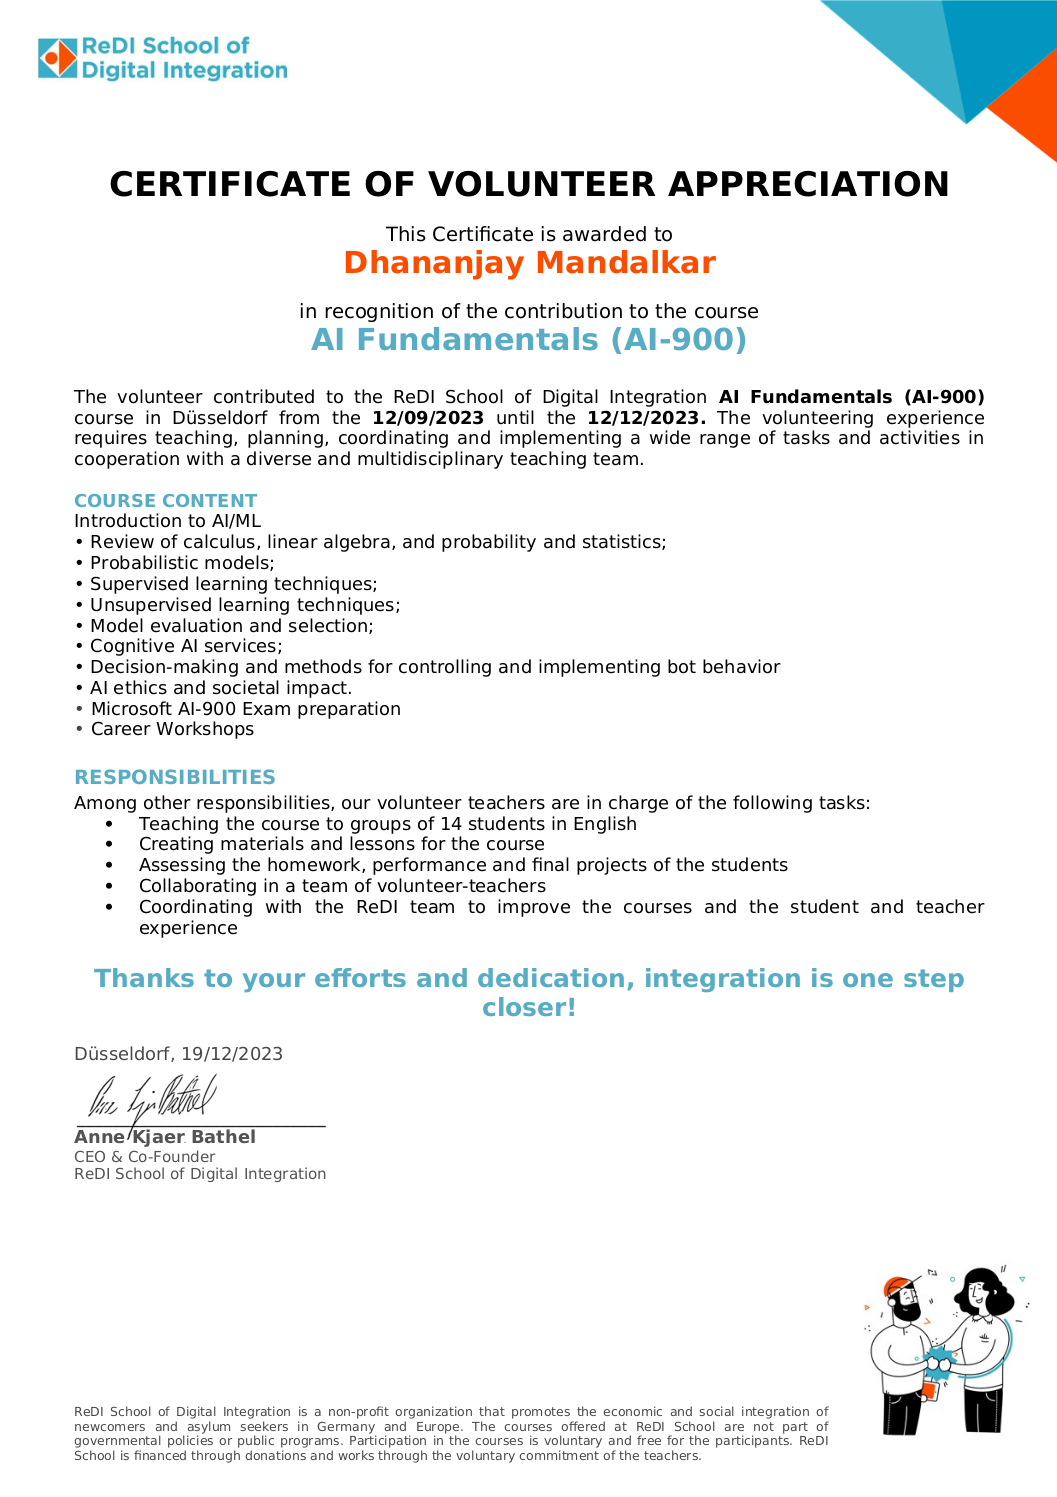 ReDI School of
Digital Integration
CERTIFICATE OF VOLUNTEER APPRECIATION
This Certificate is awarded to
Dhananjay Mandalkar
in recognition of the contribution to the course
AI Fundamentals (AI-900)
The volunteer contributed to the ReDI School of Digital Integration AI Fundamentals (AI-900)
course in Düsseldorf from the 12/09/2023 until the 12/12/2023. The volunteering experience
requires teaching, planning, coordinating and implementing a wide range of tasks and activities in
cooperation with a diverse and multidisciplinary teaching team.
COURSE CONTENT
Introduction to AI/ML
• Review of calculus, linear algebra, and probability and statistics;
• Probabilistic models;
• Supervised learning techniques;
• Unsupervised learning techniques;
• Model evaluation and selection;
• Cognitive AI services;
• Decision-making and methods for controlling and implementing bot behavior
• AI ethics and societal impact.
• Microsoft AI-900 Exam preparation
• Career Workshops
RESPONSIBILITIES
Among other responsibilities, our volunteer teachers are in charge of the following tasks:
• Teaching the course to groups of 14 students in English
• Creating materials and lessons for the course
• Assessing the homework, performance and final projects of the students
• Collaborating in a team of volunteer-teachers
• Coordinating with the ReDI team to improve the courses and the student and teacher
experience
Thanks to your efforts and dedication, integration is one step
closer!
Düsseldorf, 19/12/2023
Anne Kjaer Bathel
CEO & Co-Founder
ReDI School of Digital Integration
ReDI School of Digital Integration is a non-profit organization that promotes the economic and social integration of
newcomers and asylum seekers in Germany and Europe. The courses offered at ReDI School are not part of
governmental policies or public programs. Participation in the courses is voluntary and free for the participants. ReDI
School is financed through donations and works through the voluntary commitment of the teachers.